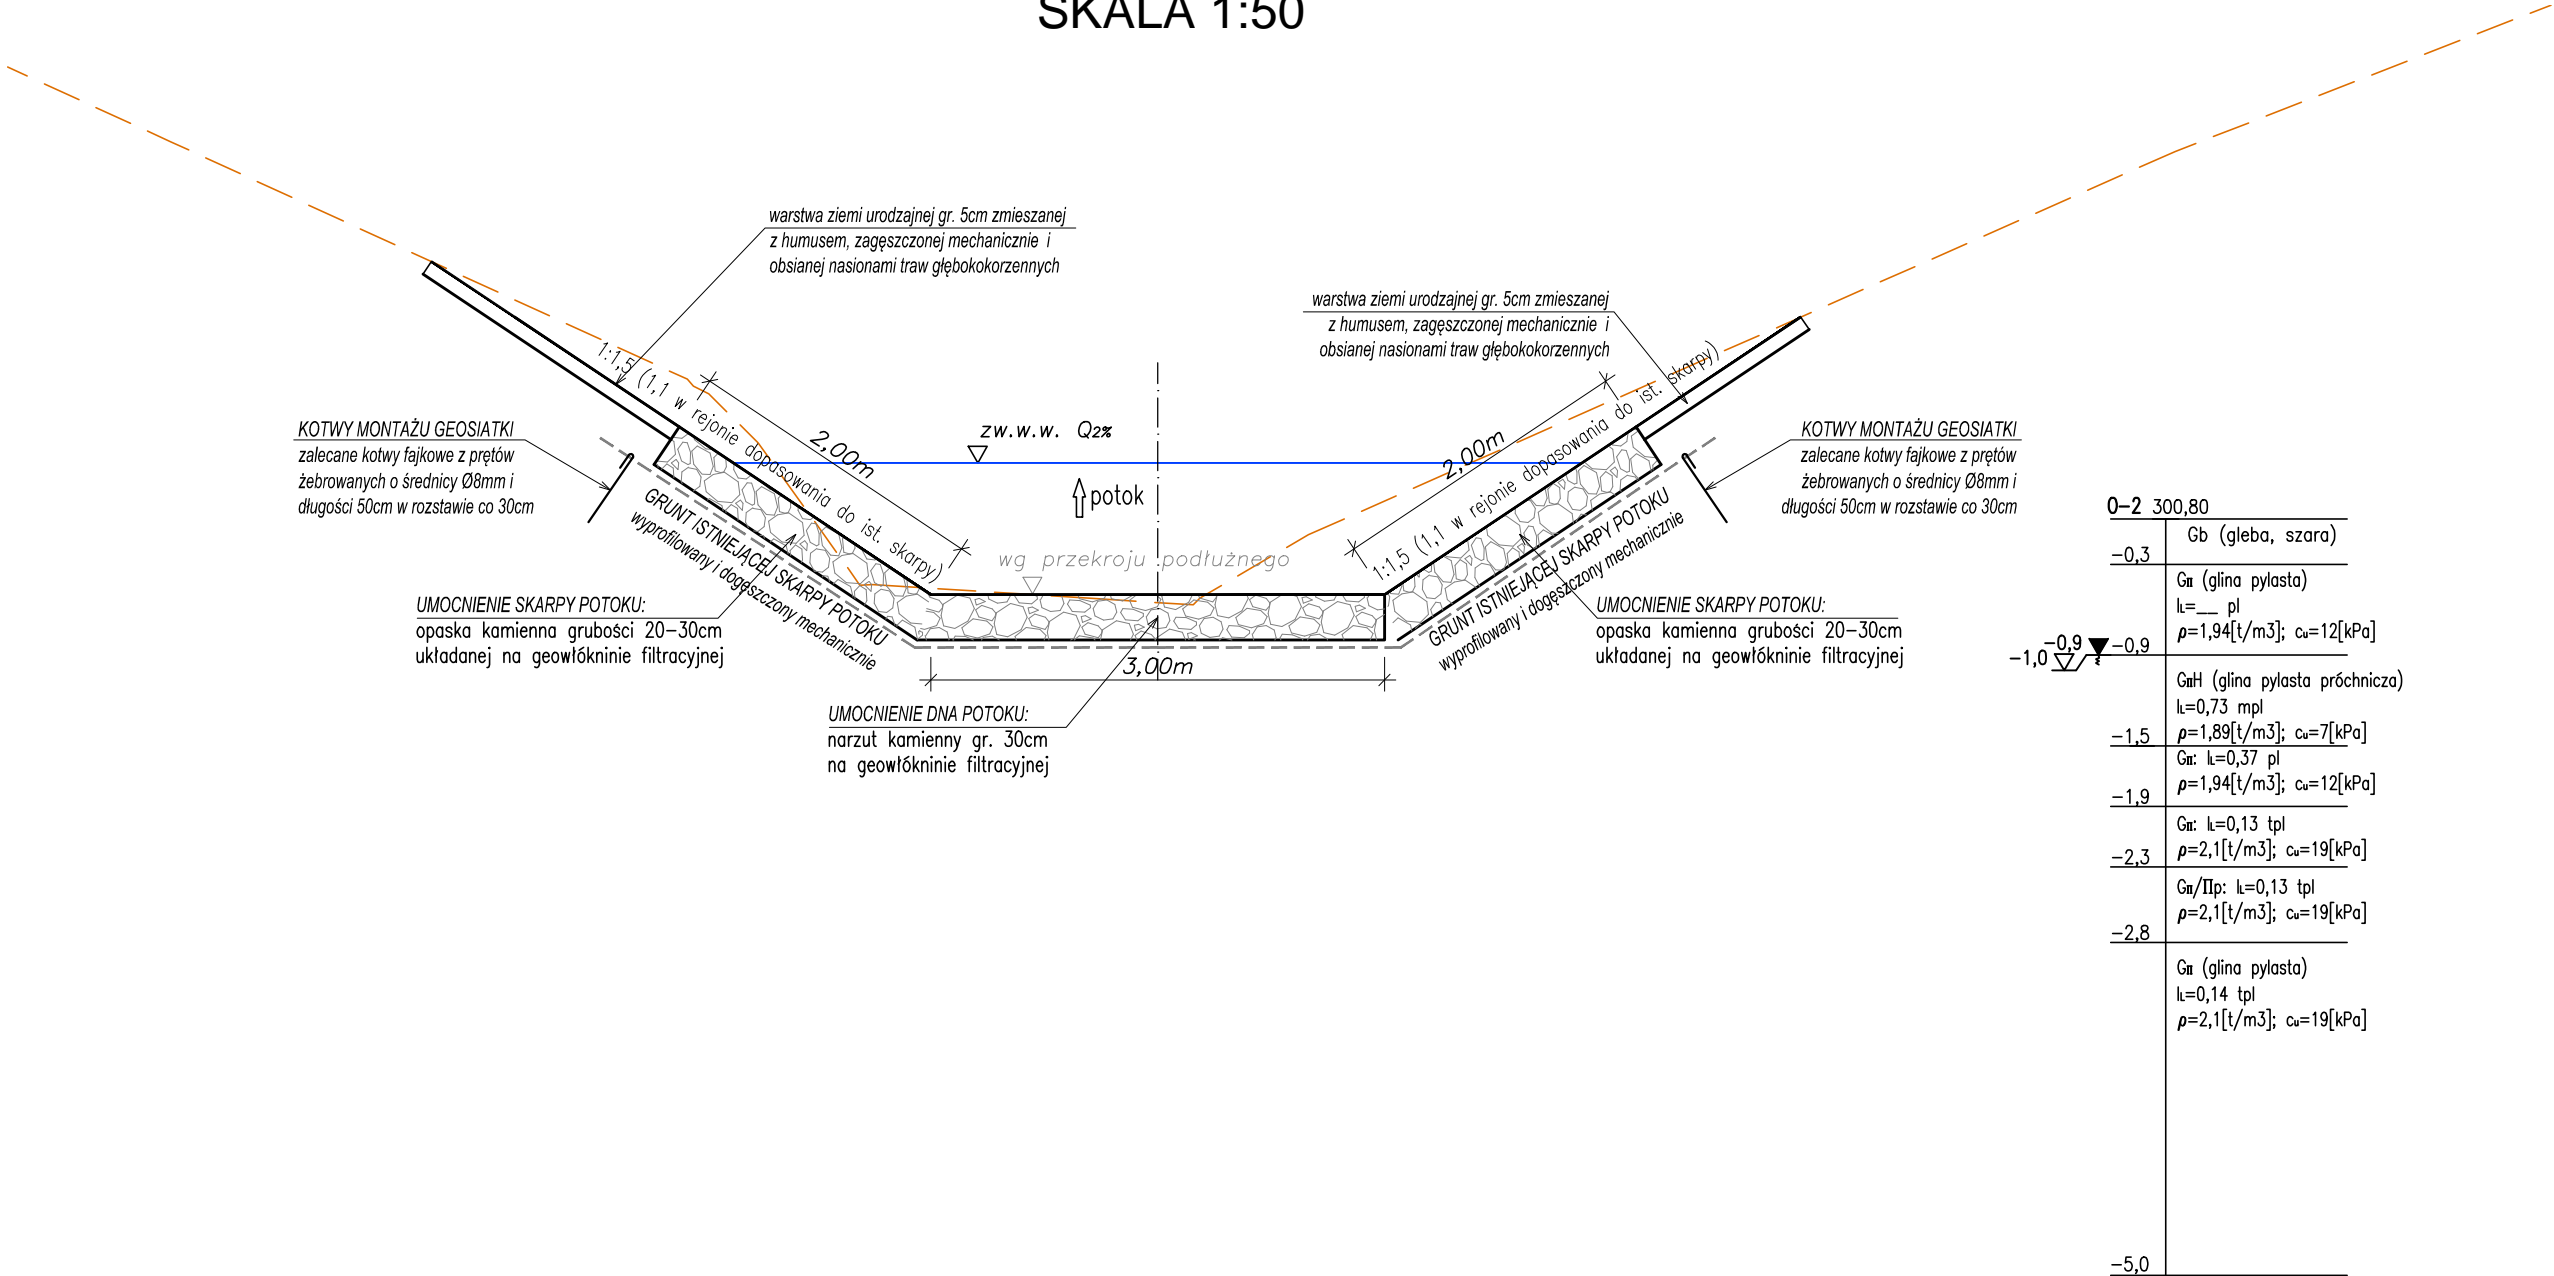 SKALA 1:50
warstwa ziemi urodzajnej gr. 5cm zmieszanej
z humusem, zagęszczonej mechanicznie i
obsianej nasionami traw głębokokorzennych
warstwa ziemi urodzajnej gr. 5cm zmieszanej
z humusem, zagęszczonej mechanicznie i
obsianej nasionami traw głębokokorzennych
1:1,5 (1,1 w rejonie dopasowania do ist. skarpy)
2,00m
zw.w.w. Q2%
potok
wg przekroju podłużnego
2,00m
1:1,5 (1,1 w rejonie dopasowania do ist. skarpy)
KOTWY MONTAŻU GEOSIATKI
zalecane kotwy fajkowe z prętów
żebrowanych o średnicy Ø8mm i
długości 50cm w rozstawie co 30cm
KOTWY MONTAŻU GEOSIATKI
zalecane kotwy fajkowe z prętów
żebrowanych o średnicy Ø8mm i
długości 50cm w rozstawie co 30cm
GRUNT ISTNIEJĄCEJ SKARPY POTOKU
wyprofilowany i dogęszczony mechanicznie
GRUNT ISTNIEJĄCEJ SKARPY POTOKU
wyprofilowany i dogęszczony mechanicznie
UMOCNIENIE SKARPY POTOKU:
opaska kamienna grubości 20-30cm
układanej na geowłókninie filtracyjnej
UMOCNIENIE SKARPY POTOKU:
opaska kamienna grubości 20-30cm
układanej na geowłókninie filtracyjnej
3,00m
UMOCNIENIE DNA POTOKU:
narzut kamienny gr. 30cm
na geowłókninie filtracyjnej
O-2 300,80
Gb (gleba, szara)
-0,3
Gπ (glina pylasta)
IL=__ pl
ρ=1,94[t/m3]; cu=12[kPa]
-1,0 -0,9 -0,9
GπH (glina pylasta próchnicza)
IL=0,73 mpl
ρ=1,89[t/m3]; cu=7[kPa]
-1,5
Gπ: IL=0,37 pl
ρ=1,94[t/m3]; cu=12[kPa]
-1,9
Gπ: IL=0,13 tpl
ρ=2,1[t/m3]; cu=19[kPa]
-2,3
Gπ/Πp: IL=0,13 tpl
ρ=2,1[t/m3]; cu=19[kPa]
-2,8
Gπ (glina pylasta)
IL=0,14 tpl
ρ=2,1[t/m3]; cu=19[kPa]
-5,0